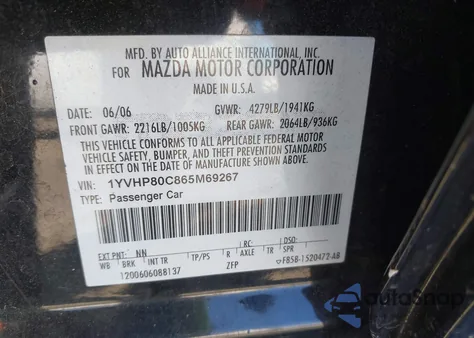 MFD. BY AUTO ALLIANCE INTERNATIONAL, INC.
FOR MAZDA MOTOR CORPORATION
MADE IN U.S.A.
06/06 GVWR: 4279LB/1941KG
FRONT GAWR: 2216LB/1005KG REAR GAWR: 2064LB/936KG
THIS VEHICLE CONFORMS TO ALL APPLICABLE FEDERAL MOTOR
VEHICLE SAFETY, BUMPER, AND THEFT PREVENTION STANDARDS IN
EFFECT ON THE DATE OF MANUFACTURE SHOWN ABOVE.
VIN: 1YVHP80C865M69267
TYPE: Passenger Car
EXT PNT: NN RC: DSO:
WB BRK INT TR TP/PS R AXLE TR SPR
1200606088137 ZFP F85B-1520472-AB
autoSnap